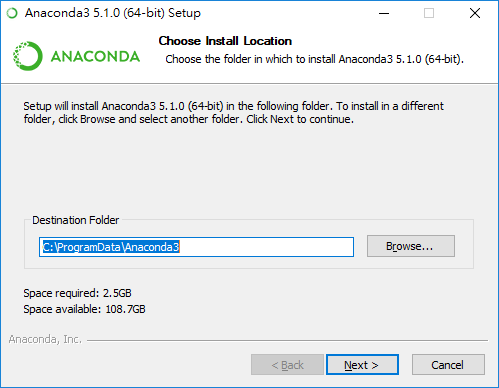 Anaconda3 5.1.0 (64-bit) Setup
ANACONDA
Choose Install Location
Choose the folder in which to install Anaconda3 5.1.0 (64-bit).
Setup will install Anaconda3 5.1.0 (64-bit) in the following folder. To install in a different
folder, click Browse and select another folder. Click Next to continue.
Destination Folder
C:\ProgramData\Anaconda3
Browse...
Space required: 2.5GB
Space available: 108.7GB
Anaconda, Inc.
< Back
Next >
Cancel